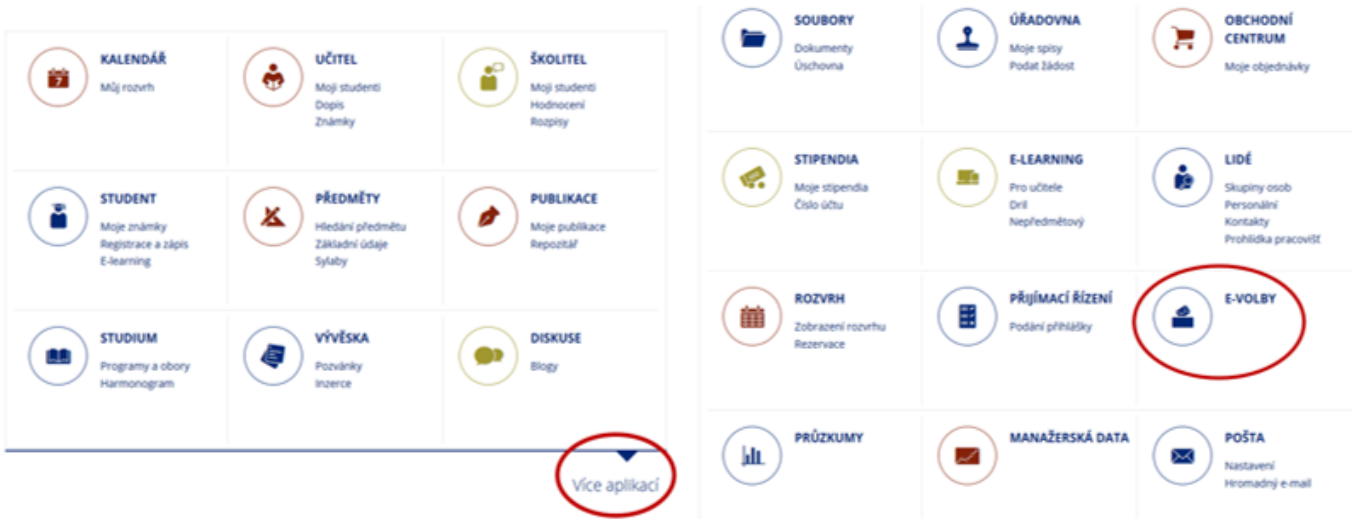 KALENDÁŘ
Můj rozvrh
UČITEL
Moji studenti
Dopis
Známky
ŠKOLITEL
Moji studenti
Hodnocení
Rozpisy
STUDENT
Moje známky
Registrace a zápis
E-learning
PŘEDMĚTY
Hledání předmětu
Základní údaje
Sylaby
PUBLIKACE
Moje publikace
Repozitář
STUDIUM
Programy a obory
Harmonogram
VÝVĚSKA
Pozvánky
Inzerce
DISKUSE
Blogy
Více aplikací
SOUBORY
Dokumenty
Úschovna
ÚŘADOVNA
Moje spisy
Podat žádost
OBCHODNÍ
CENTRUM
Moje objednávky
STIPENDIA
Moje stipendia
Číslo účtu
E-LEARNING
Pro učitele
Dril
Nepředmětový
LIDÉ
Skupiny osob
Personální
Kontakty
Prohlídka pracovišť
ROZVRH
Zobrazení rozvrhu
Rezervace
PŘIJÍMACÍ ŘÍZENÍ
Podání přihlášky
E-VOLBY
PRŮZKUMY
MANAŽERSKÁ DATA
POŠTA
Nastavení
Hromadný e-mail